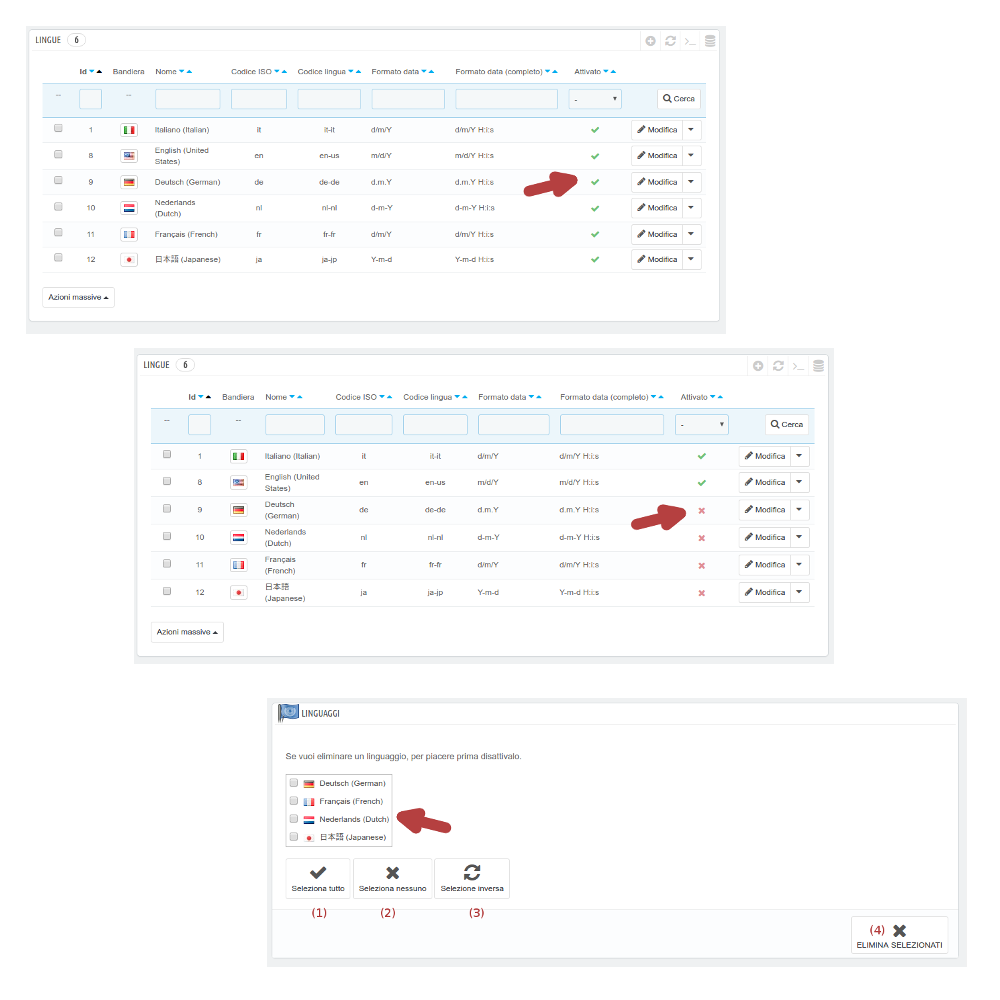 LINGUE 6
Id Bandiera Nome Codice ISO Codice lingua Formato data Formato data (completo) Attivato
-- -- - Cerca
1 Italiano (Italian) it it-it d/m/Y d/m/Y H:i:s Modifica
8 English (United States) en en-us m/d/Y m/d/Y H:i:s Modifica
9 Deutsch (German) de de-de d.m.Y d.m.Y H:i:s Modifica
10 Nederlands (Dutch) nl nl-nl d-m-Y d-m-Y H:i:s Modifica
11 Français (French) fr fr-fr d/m/Y d/m/Y H:i:s Modifica
12 日本語 (Japanese) ja ja-jp Y-m-d Y-m-d H:i:s Modifica
Azioni massive
LINGUE 6
Id Bandiera Nome Codice ISO Codice lingua Formato data Formato data (completo) Attivato
-- -- - Cerca
1 Italiano (Italian) it it-it d/m/Y d/m/Y H:i:s Modifica
8 English (United States) en en-us m/d/Y m/d/Y H:i:s Modifica
9 Deutsch (German) de de-de d.m.Y d.m.Y H:i:s Modifica
10 Nederlands (Dutch) nl nl-nl d-m-Y d-m-Y H:i:s Modifica
11 Français (French) fr fr-fr d/m/Y d/m/Y H:i:s Modifica
12 日本語 (Japanese) ja ja-jp Y-m-d Y-m-d H:i:s Modifica
Azioni massive
LINGUAGGI
Se vuoi eliminare un linguaggio, per piacere prima disattivalo.
Deutsch (German)
Français (French)
Nederlands (Dutch)
日本語 (Japanese)
Seleziona tutto Seleziona nessuno Selezione inversa
(1) (2) (3)
(4)
ELIMINA SELEZIONATI